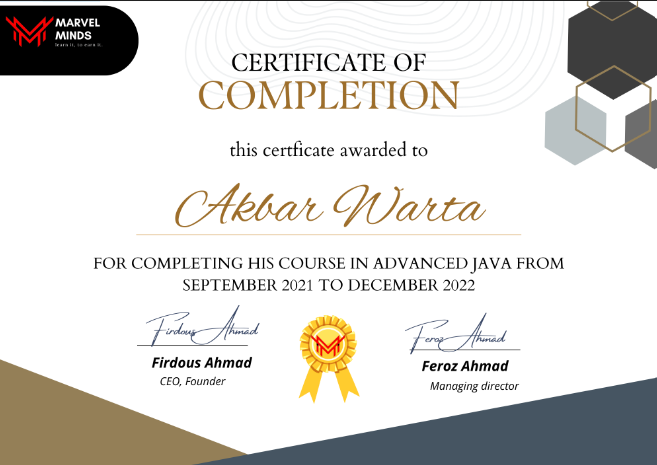 MARVEL
MINDS
learn it, to earn it.
CERTIFICATE OF
COMPLETION
this certficate awarded to
Akbar Warta
FOR COMPLETING HIS COURSE IN ADVANCED JAVA FROM
SEPTEMBER 2021 TO DECEMBER 2022
Firdous Ahmad
Feroz Ahmad
Firdous Ahmad
Feroz Ahmad
CEO, Founder
Managing director